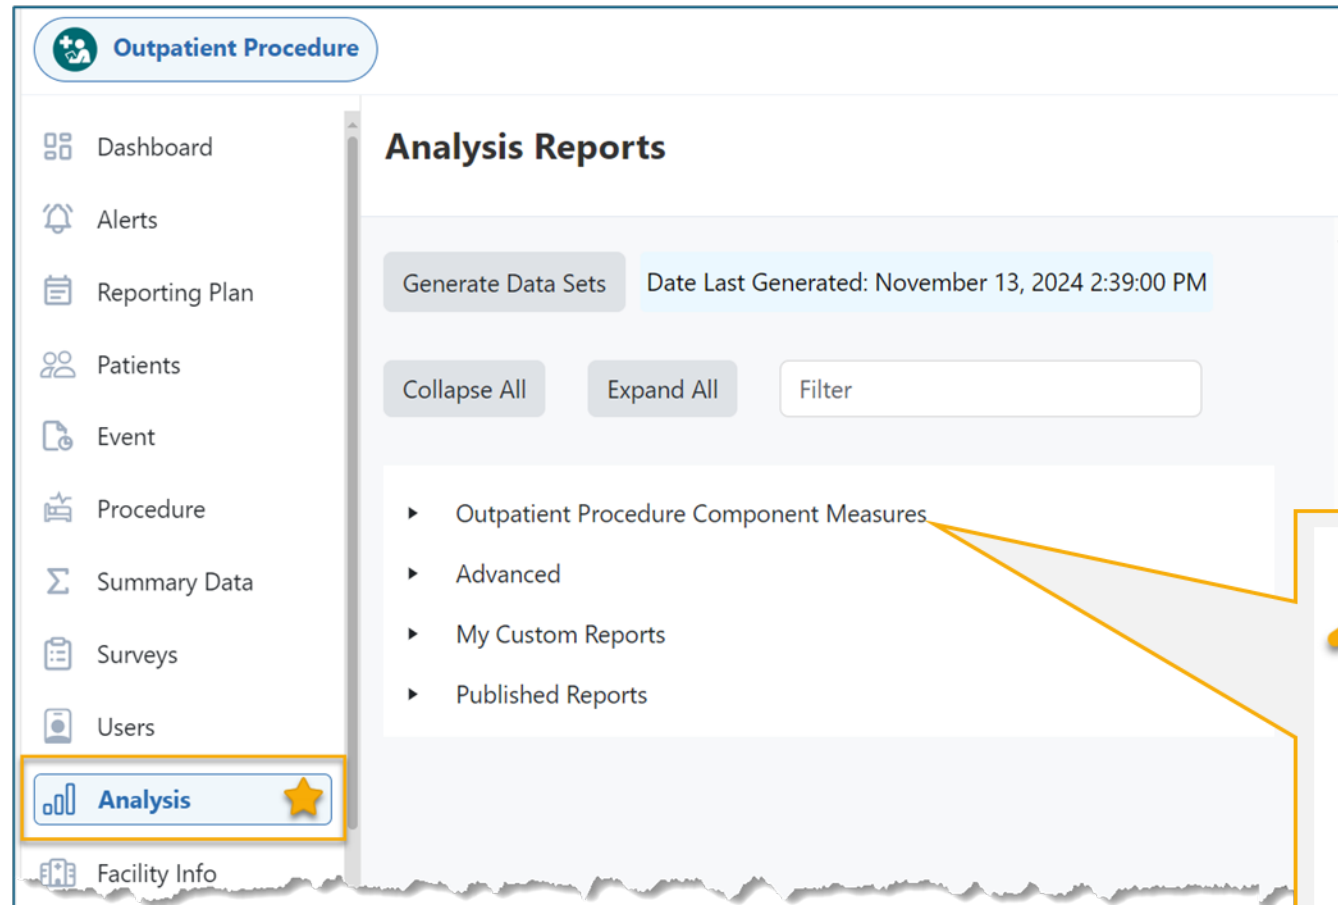 Outpatient Procedure
Dashboard
Alerts
Reporting Plan
Patients
Event
Procedure
Summary Data
Surveys
Users
Analysis
Facility Info
Analysis Reports
Generate Data Sets
Date Last Generated: November 13, 2024 2:39:00 PM
Collapse All
Expand All
Filter
Outpatient Procedure Component Measures
Advanced
My Custom Reports
Published Reports